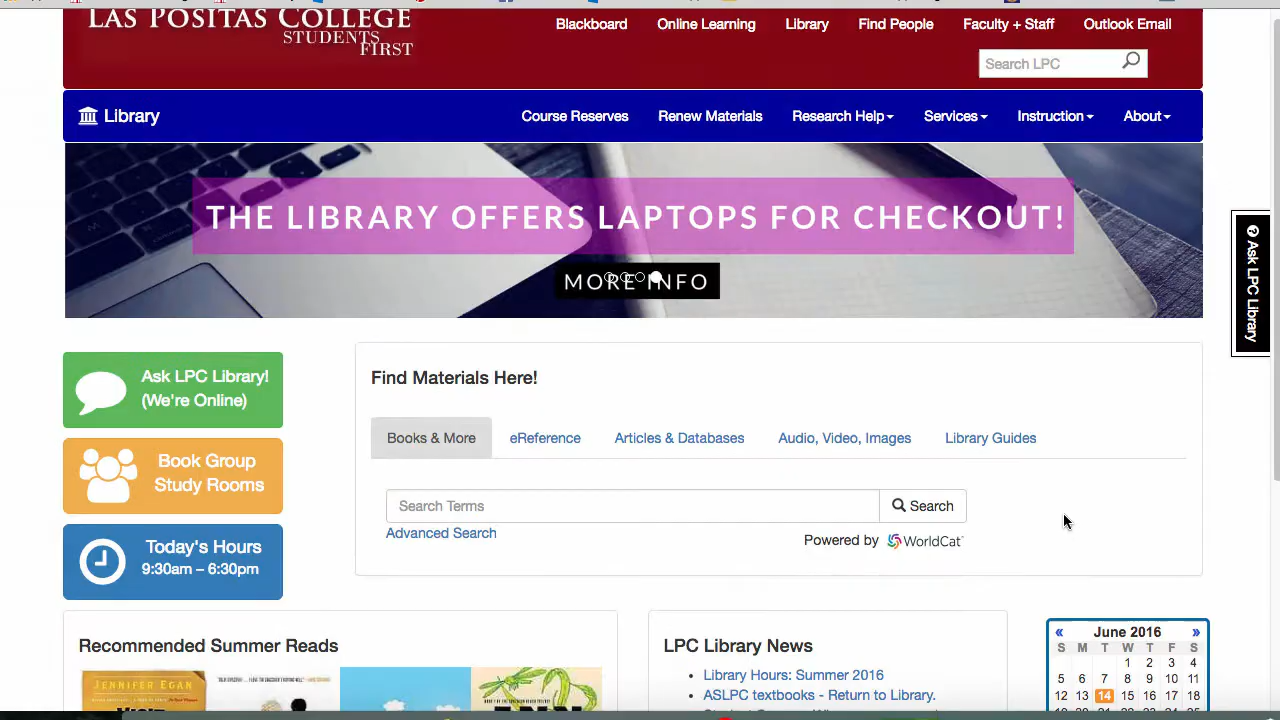 LAS POSITAS COLLEGE
STUDENTS
FIRST
Blackboard Online Learning Library Find People Faculty + Staff Outlook Email
Search LPC
Library Course Reserves Renew Materials Research Help Services Instruction About
THE LIBRARY OFFERS LAPTOPS FOR CHECKOUT!
MORE INFO
Ask LPC Library
Ask LPC Library!
(We're Online)
Book Group
Study Rooms
Today's Hours
9:30am – 6:30pm
Find Materials Here!
Books & More eReference Articles & Databases Audio, Video, Images Library Guides
Search Terms Search
Advanced Search Powered by WorldCat
Recommended Summer Reads
JENNIFER EGAN
LPC Library News
Library Hours: Summer 2016
ASLPC textbooks - Return to Library.
« June 2016 »
S M T W T F S
1 2 3 4
5 6 7 8 9 10 11
12 13 14 15 16 17 18